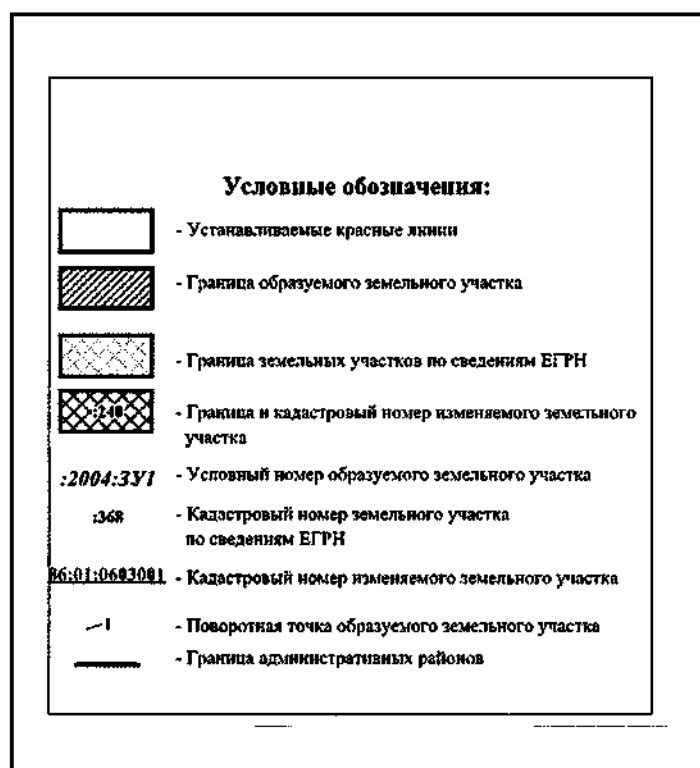 Условные обозначения:
- Устанавливаемые красные линии
- Граница образуемого земельного участка
- Граница земельных участков по сведениям ЕГРН
:240 - Граница и кадастровый номер изменяемого земельного
участка
:2004:ЗУ1 - Условный номер образуемого земельного участка
:368 - Кадастровый номер земельного участка
по сведениям ЕГРН
86:01:0603001 - Кадастровый номер изменяемого земельного участка
1 - Поворотная точка образуемого земельного участка
- Граница административных районов